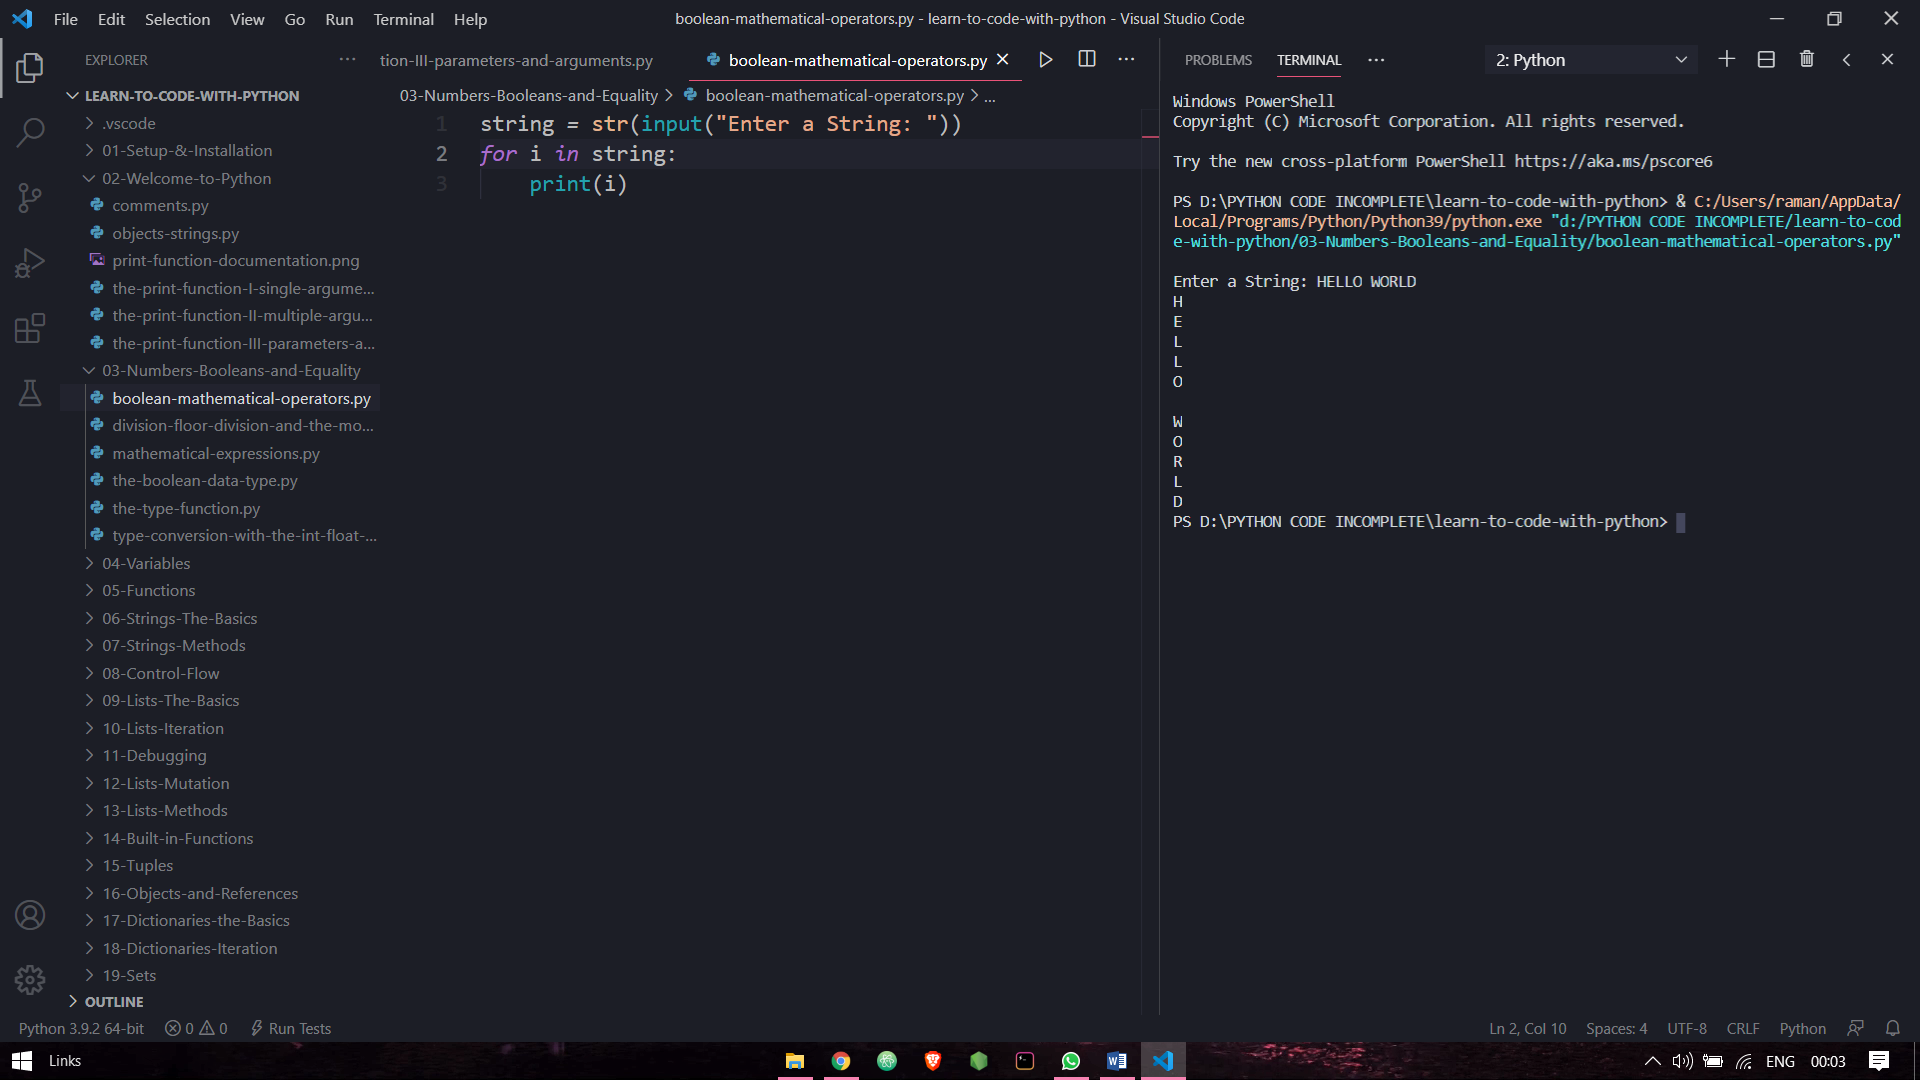 File Edit Selection View Go Run Terminal Help
boolean-mathematical-operators.py - learn-to-code-with-python - Visual Studio Code
EXPLORER
LEARN-TO-CODE-WITH-PYTHON
.vscode
01-Setup-&-Installation
02-Welcome-to-Python
comments.py
objects-strings.py
print-function-documentation.png
the-print-function-I-single-argume...
the-print-function-II-multiple-argu...
the-print-function-III-parameters-a...
03-Numbers-Booleans-and-Equality
boolean-mathematical-operators.py
division-floor-division-and-the-mo...
mathematical-expressions.py
the-boolean-data-type.py
the-type-function.py
type-conversion-with-the-int-float-...
04-Variables
05-Functions
06-Strings-The-Basics
07-Strings-Methods
08-Control-Flow
09-Lists-The-Basics
10-Lists-Iteration
11-Debugging
12-Lists-Mutation
13-Lists-Methods
14-Built-in-Functions
15-Tuples
16-Objects-and-References
17-Dictionaries-the-Basics
18-Dictionaries-Iteration
19-Sets
OUTLINE
tion-III-parameters-and-arguments.py boolean-mathematical-operators.py
03-Numbers-Booleans-and-Equality > boolean-mathematical-operators.py > ...
1 string = str(input("Enter a String: "))
2 for i in string:
3 print(i)
PROBLEMS TERMINAL 2: Python
Windows PowerShell
Copyright (C) Microsoft Corporation. All rights reserved.
Try the new cross-platform PowerShell https://aka.ms/pscore6
PS D:\PYTHON CODE INCOMPLETE\learn-to-code-with-python> & C:/Users/raman/AppData/
Local/Programs/Python/Python39/python.exe "d:/PYTHON CODE INCOMPLETE/learn-to-cod
e-with-python/03-Numbers-Booleans-and-Equality/boolean-mathematical-operators.py"
Enter a String: HELLO WORLD
H
E
L
L
O
W
O
R
L
D
PS D:\PYTHON CODE INCOMPLETE\learn-to-code-with-python>
Python 3.9.2 64-bit 0 0 Run Tests
Ln 2, Col 10 Spaces: 4 UTF-8 CRLF Python
Links
ENG 00:03